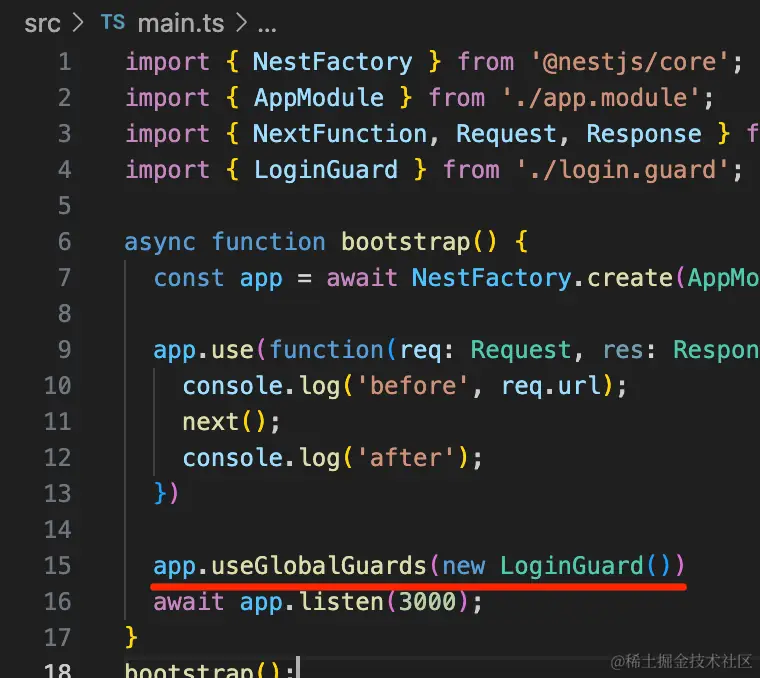 src > TS main.ts > ...
1 import { NestFactory } from '@nestjs/core';
2 import { AppModule } from './app.module';
3 import { NextFunction, Request, Response } f
4 import { LoginGuard } from './login.guard';
5
6 async function bootstrap() {
7 const app = await NestFactory.create(AppMo
8
9 app.use(function(req: Request, res: Respon
10 console.log('before', req.url);
11 next();
12 console.log('after');
13 })
14
15 app.useGlobalGuards(new LoginGuard())
16 await app.listen(3000);
17 }
18 bootstrap();
@稀土掘金技术社区